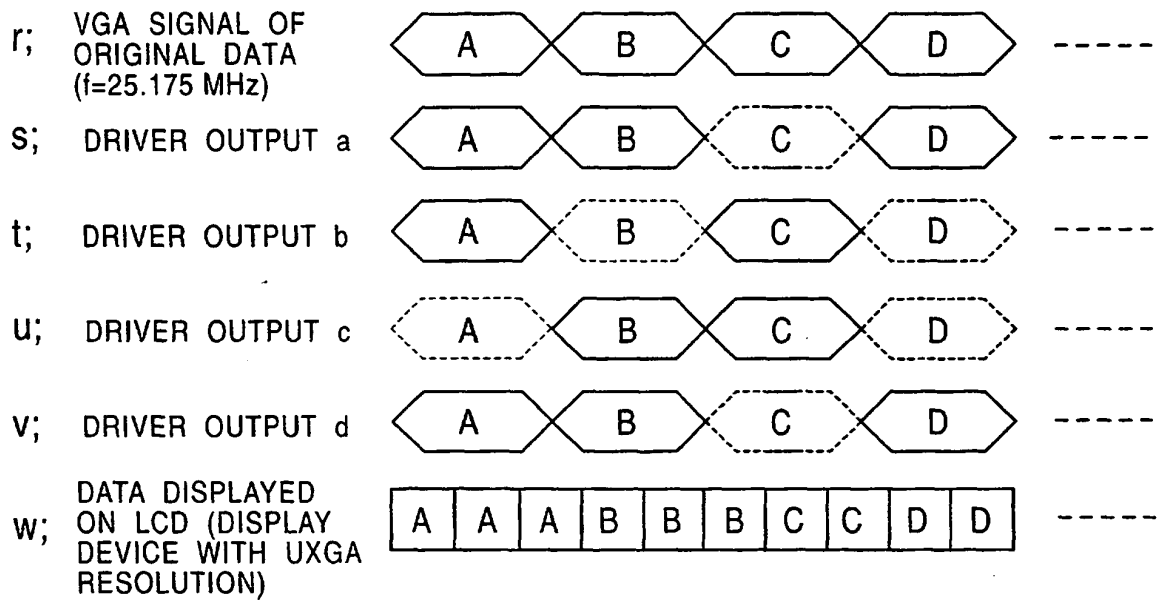 r; VGA SIGNAL OF
ORIGINAL DATA
(f=25.175 MHz)
A B C D -----
s; DRIVER OUTPUT a A B C D -----
t; DRIVER OUTPUT b A B C D -----
u; DRIVER OUTPUT c A B C D -----
v; DRIVER OUTPUT d A B C D -----
w; DATA DISPLAYED
ON LCD (DISPLAY
DEVICE WITH UXGA
RESOLUTION)
A A A B B B C C D D -----